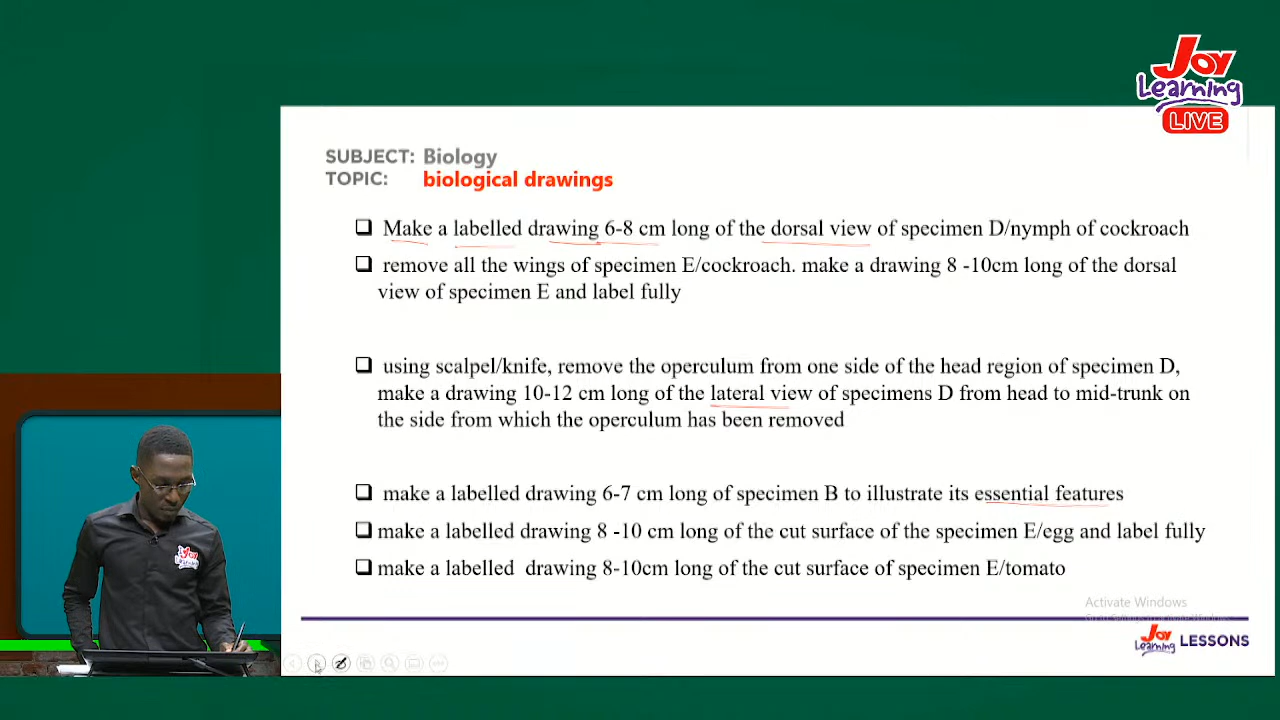 Joy
Learning
LIVE
SUBJECT: Biology
TOPIC: biological drawings
Make a labelled drawing 6-8 cm long of the dorsal view of specimen D/nymph of cockroach
remove all the wings of specimen E/cockroach. make a drawing 8 -10cm long of the dorsal
view of specimen E and label fully
using scalpel/knife, remove the operculum from one side of the head region of specimen D,
make a drawing 10-12 cm long of the lateral view of specimens D from head to mid-trunk on
the side from which the operculum has been removed
make a labelled drawing 6-7 cm long of specimen B to illustrate its essential features
make a labelled drawing 8 -10 cm long of the cut surface of the specimen E/egg and label fully
make a labelled drawing 8-10cm long of the cut surface of specimen E/tomato
Activate Windows
Joy
Learning LESSONS
Joy
Learning